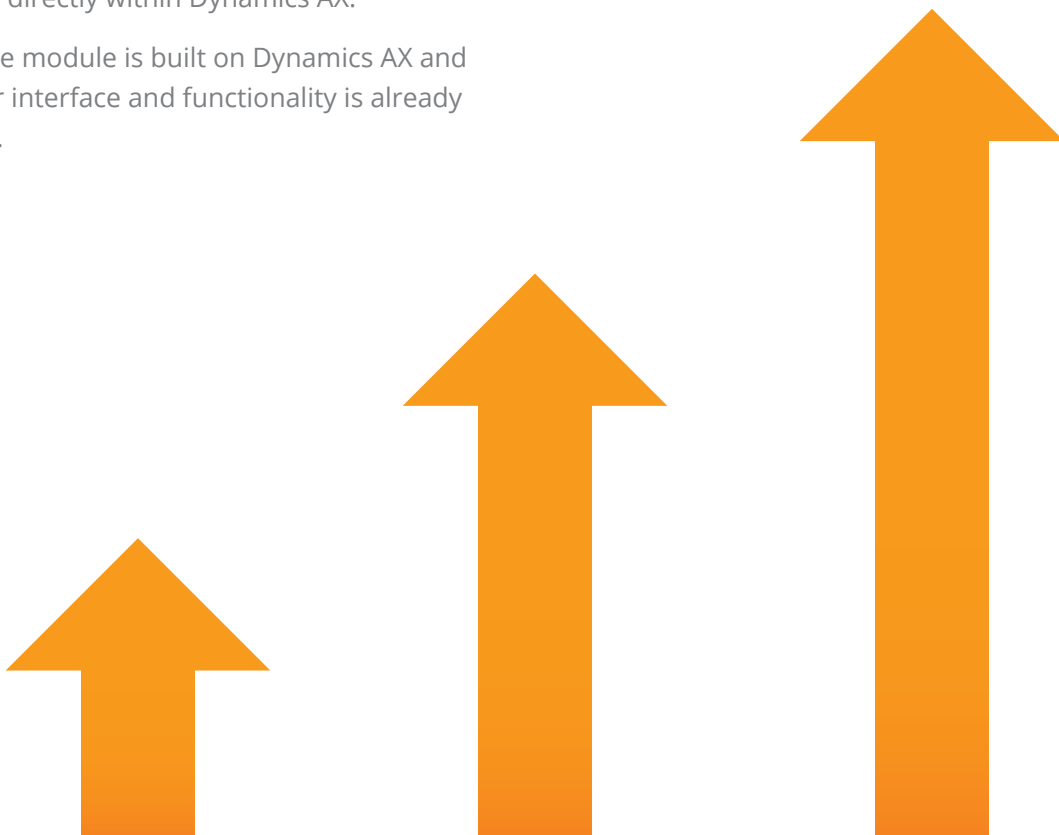 directly within Dynamics AX.
e module is built on Dynamics AX and
r interface and functionality is already
.